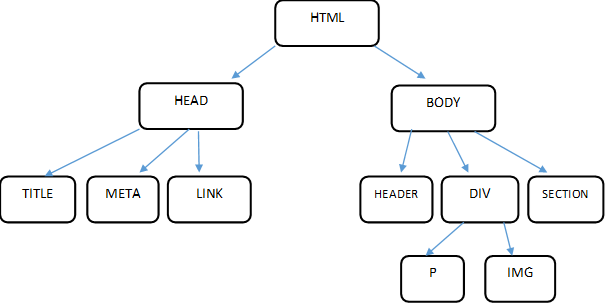 HTML
HEAD
BODY
TITLE
META
LINK
HEADER
DIV
SECTION
P
IMG